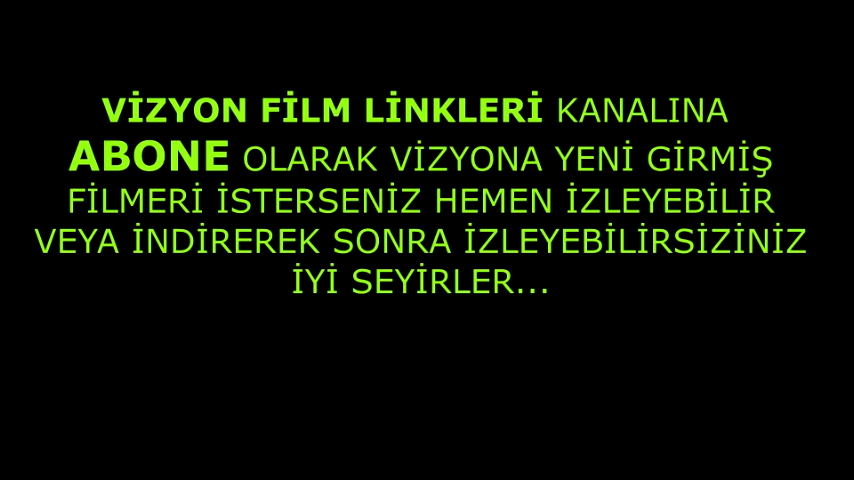 VİZYON FİLM LİNKLERİ KANALINA
ABONE OLARAK VİZYONA YENİ GİRMİŞ
FİLMERİ İSTERSENİZ HEMEN İZLEYEBİLİR
VEYA İNDİREREK SONRA İZLEYEBİLİRSİZİNİZ
İYİ SEYİRLER...